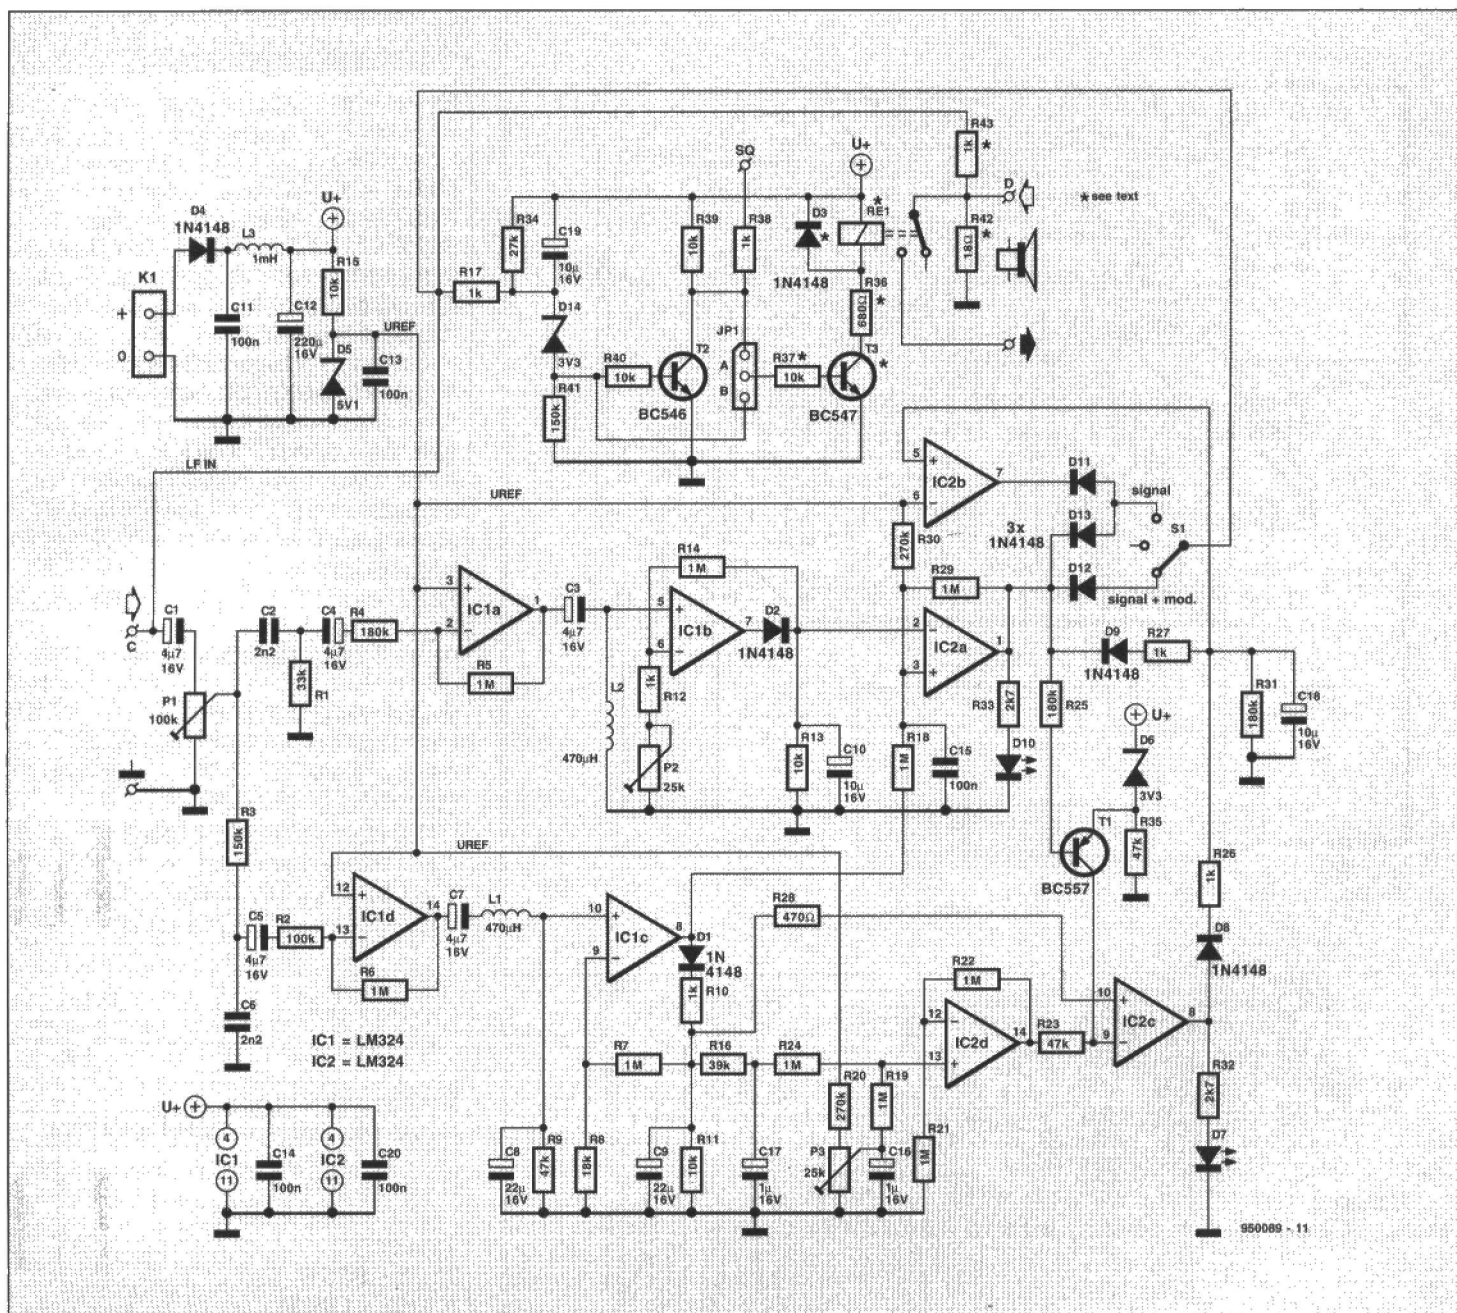 R43
1k
*
SQ
U+
D
* see text
U+
D4
1N4148
R34
27k
C19
10µ
16V
R39
10k
R38
1k
D3
*
RE1
*
R42
18Ω
*
L3
1mH
R15
10k
R17
1k
1N4148
R36
680Ω
*
K1
+
0
C11
100n
C12
220µ
16V
UREF
D5
5V1
C13
100n
D14
3V3
R40
10k
T2
BC546
JP1
A
B
R37
*
10k
T3
*
BC547
R41
150k
LF IN
UREF
5
+
6
−
IC2b
7
D11
signal
R30
270k
3x
1N4148
D13
S1
R14
1M
R29
1M
D12
signal + mod.
3
+
2
−
IC1a
1
C3
4µ7
16V
5
+
6
−
IC1b
7
D2
1N4148
2
−
3
+
IC2a
1
D9
1N4148
R27
1k
C
C1
4µ7
16V
C2
2n2
C4
4µ7
16V
R4
180k
R5
1M
R1
33k
P1
100k
L2
470µH
R12
1k
P2
25k
R13
10k
C10
10µ
16V
R18
1M
C15
100n
R33
2k7
D10
R25
180k
U+
D6
3V3
R31
180k
C18
10µ
16V
R3
150k
UREF
T1
BC557
R35
47k
R26
1k
12
+
13
−
IC1d
14
C7
4µ7
16V
L1
470µH
10
+
9
−
IC1c
8
D1
1N
4148
R28
470Ω
D8
1N4148
C5
4µ7
16V
R2
100k
R6
1M
R10
1k
R22
1M
12
−
13
+
IC2d
14
R23
47k
10
+
9
−
IC2c
8
C6
2n2
IC1 = LM324
IC2 = LM324
R7
1M
R16
39k
R24
1M
R20
270k
R19
1M
R32
2k7
U+
4
IC1
11
C14
100n
4
IC2
11
C20
100n
C8
22µ
16V
R9
47k
R8
18k
C9
22µ
16V
R11
10k
C17
1µ
16V
P3
25k
C16
1µ
16V
R21
1M
D7
950089 - 11